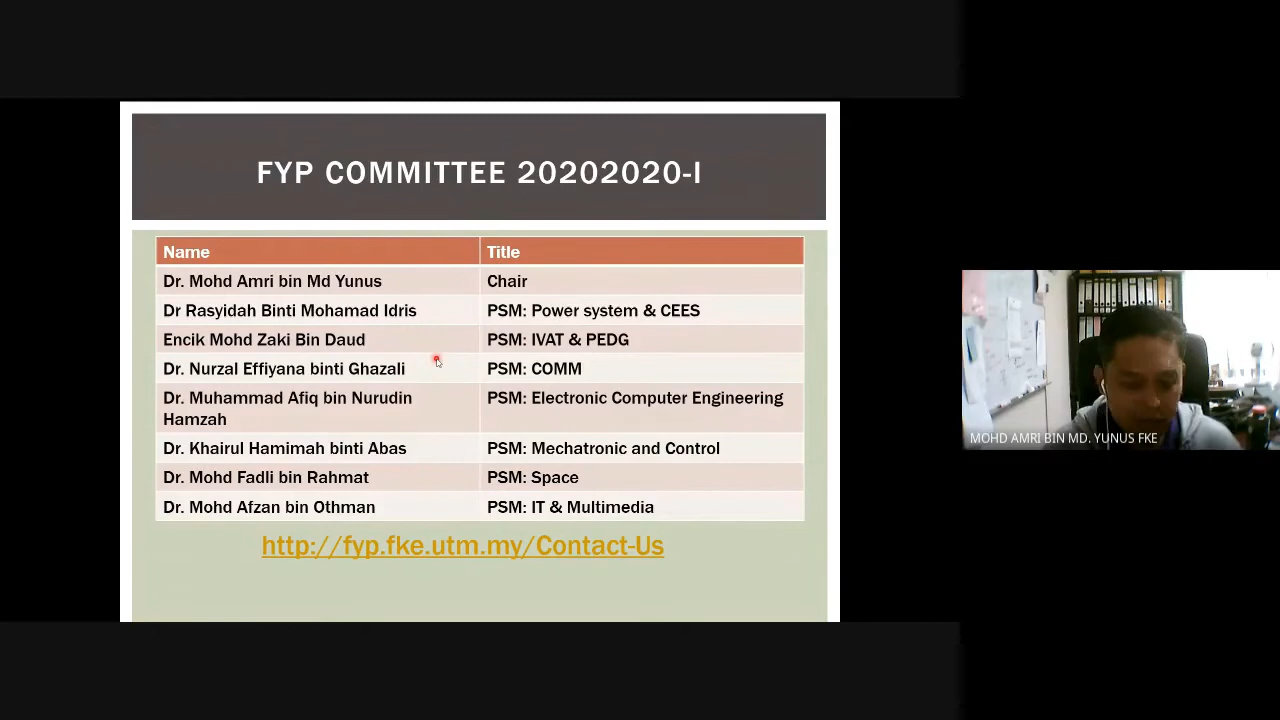 FYP COMMITTEE 20202020-I
Name Title
Dr. Mohd Amri bin Md Yunus Chair
Dr Rasyidah Binti Mohamad Idris PSM: Power system & CEES
Encik Mohd Zaki Bin Daud PSM: IVAT & PEDG
Dr. Nurzal Effiyana binti Ghazali PSM: COMM
Dr. Muhammad Afiq bin Nurudin PSM: Electronic Computer Engineering
Hamzah
Dr. Khairul Hamimah binti Abas PSM: Mechatronic and Control
Dr. Mohd Fadli bin Rahmat PSM: Space
Dr. Mohd Afzan bin Othman PSM: IT & Multimedia
http://fyp.fke.utm.my/Contact-Us
MOHD AMRI BIN MD. YUNUS FKE